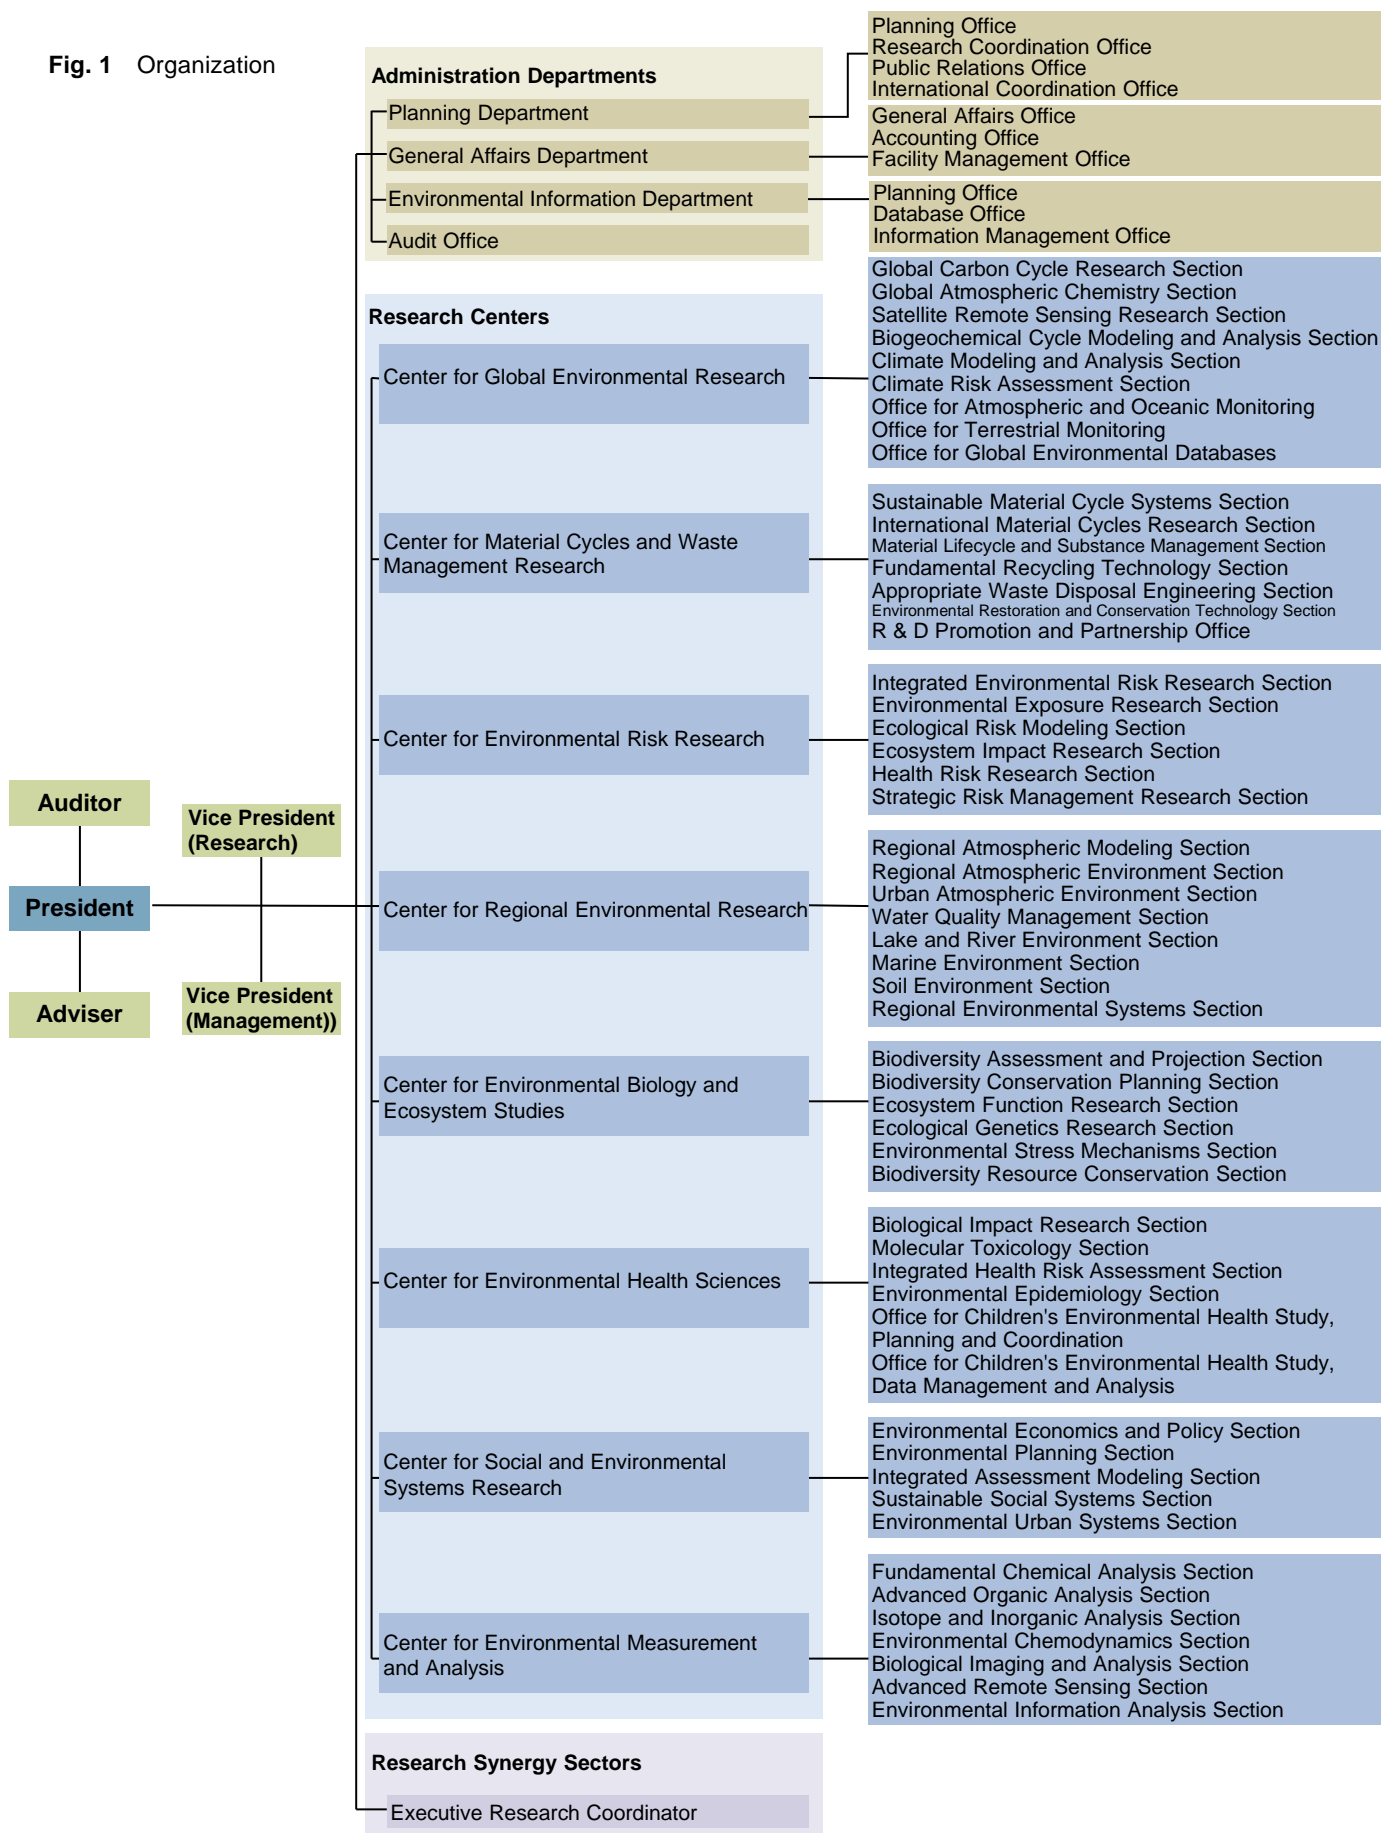 Fig. 1 Organization
Administration Departments
Planning Department
General Affairs Department
Environmental Information Department
Audit Office
Planning Office
Research Coordination Office
Public Relations Office
International Coordination Office
General Affairs Office
Accounting Office
Facility Management Office
Planning Office
Database Office
Information Management Office
Research Centers
Center for Global Environmental Research
Global Carbon Cycle Research Section
Global Atmospheric Chemistry Section
Satellite Remote Sensing Research Section
Biogeochemical Cycle Modeling and Analysis Section
Climate Modeling and Analysis Section
Climate Risk Assessment Section
Office for Atmospheric and Oceanic Monitoring
Office for Terrestrial Monitoring
Office for Global Environmental Databases
Center for Material Cycles and Waste
Management Research
Sustainable Material Cycle Systems Section
International Material Cycles Research Section
Material Lifecycle and Substance Management Section
Fundamental Recycling Technology Section
Appropriate Waste Disposal Engineering Section
Environmental Restoration and Conservation Technology Section
R & D Promotion and Partnership Office
Center for Environmental Risk Research
Integrated Environmental Risk Research Section
Environmental Exposure Research Section
Ecological Risk Modeling Section
Ecosystem Impact Research Section
Health Risk Research Section
Strategic Risk Management Research Section
Auditor
President
Adviser
Vice President
(Research)
Vice President
(Management))
Center for Regional Environmental Research
Regional Atmospheric Modeling Section
Regional Atmospheric Environment Section
Urban Atmospheric Environment Section
Water Quality Management Section
Lake and River Environment Section
Marine Environment Section
Soil Environment Section
Regional Environmental Systems Section
Center for Environmental Biology and
Ecosystem Studies
Biodiversity Assessment and Projection Section
Biodiversity Conservation Planning Section
Ecosystem Function Research Section
Ecological Genetics Research Section
Environmental Stress Mechanisms Section
Biodiversity Resource Conservation Section
Center for Environmental Health Sciences
Biological Impact Research Section
Molecular Toxicology Section
Integrated Health Risk Assessment Section
Environmental Epidemiology Section
Office for Children's Environmental Health Study,
Planning and Coordination
Office for Children's Environmental Health Study,
Data Management and Analysis
Center for Social and Environmental
Systems Research
Environmental Economics and Policy Section
Environmental Planning Section
Integrated Assessment Modeling Section
Sustainable Social Systems Section
Environmental Urban Systems Section
Center for Environmental Measurement
and Analysis
Fundamental Chemical Analysis Section
Advanced Organic Analysis Section
Isotope and Inorganic Analysis Section
Environmental Chemodynamics Section
Biological Imaging and Analysis Section
Advanced Remote Sensing Section
Environmental Information Analysis Section
Research Synergy Sectors
Executive Research Coordinator